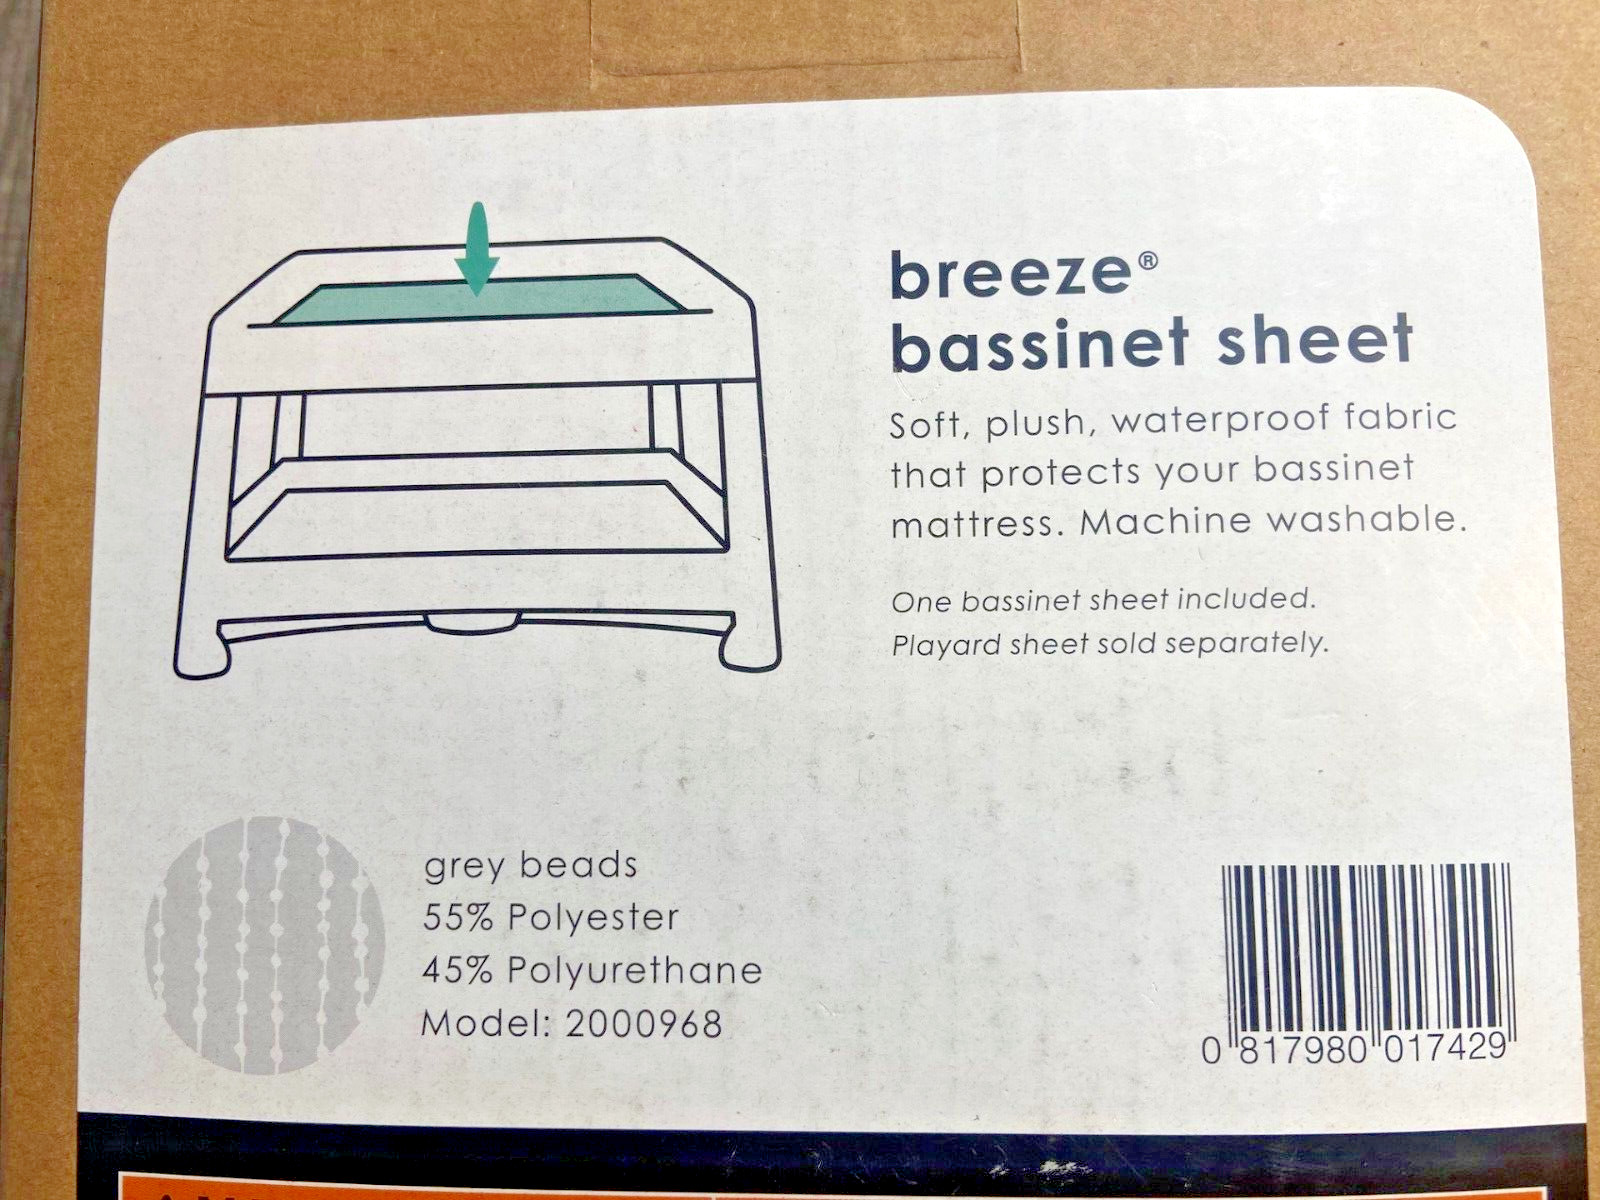 breeze®
bassinet sheet
Soft, plush, waterproof fabric
that protects your bassinet
mattress. Machine washable.
One bassinet sheet included.
Playard sheet sold separately.
grey beads
55% Polyester
45% Polyurethane
Model: 2000968
0 817980 017429